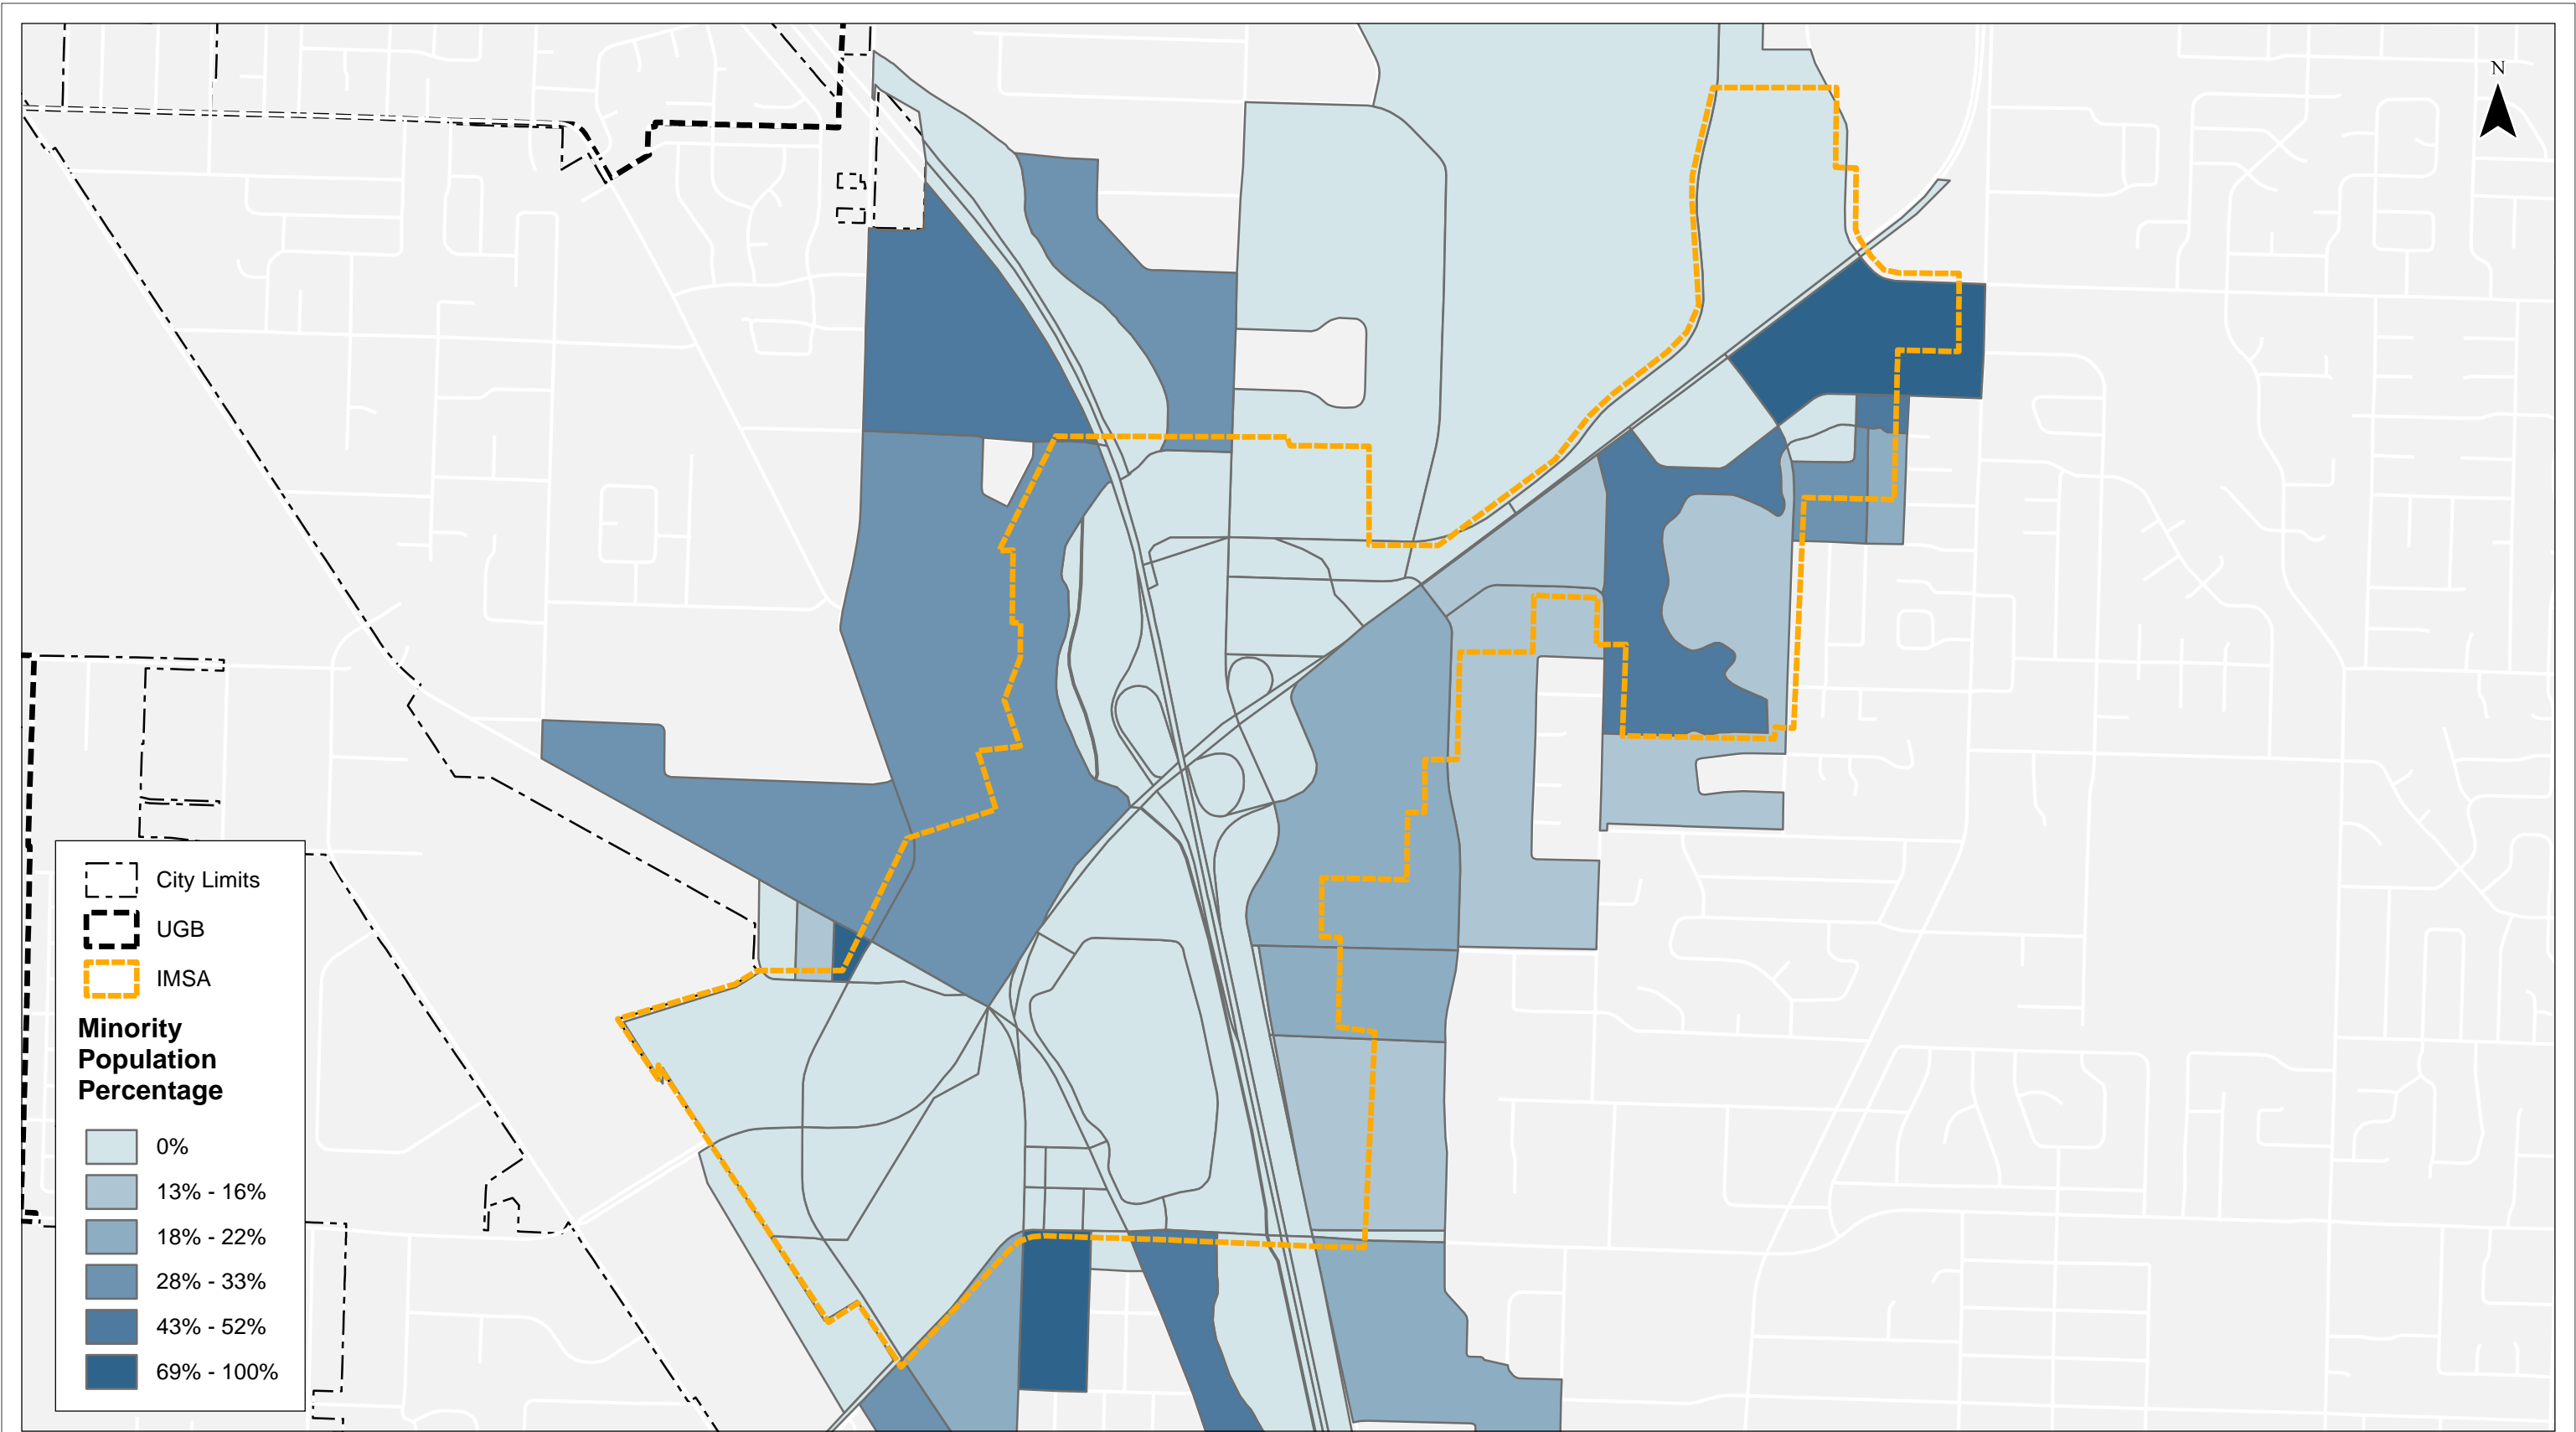 N
City Limits
UGB
IMSA
Minority
Population
Percentage
0%
13% - 16%
18% - 22%
28% - 33%
43% - 52%
69% - 100%